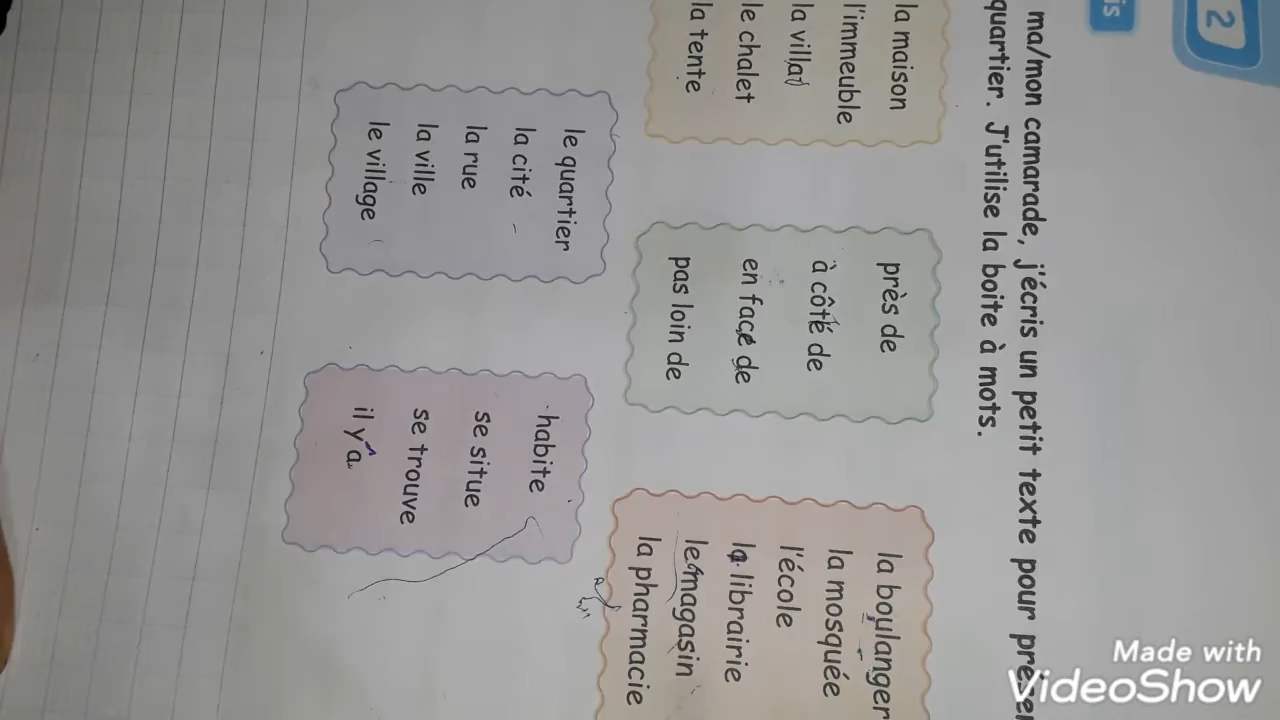 2
is
ma/mon camarade, j'écris un petit texte pour présen
quartier. J'utilise la boite à mots.
la maison
l'immeuble
la villa
le chalet
la tente
près de
à côté de
en face de
pas loin de
la boulanger
la mosquée
l'école
la librairie
le magasin
la pharmacie
le quartier
la cité
la rue
la ville
le village
habite
se situe
se trouve
il y a
Made with
VideoShow